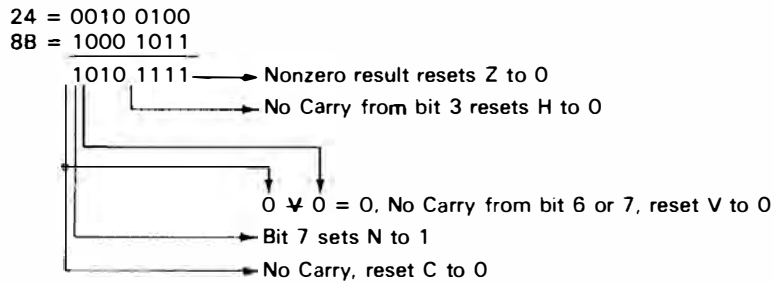 24 = 0010 0100
8B = 1000 1011
1010 1111 Nonzero result resets Z to 0
No Carry from bit 3 resets H to 0
0 ⊻ 0 = 0, No Carry from bit 6 or 7, reset V to 0
Bit 7 sets N to 1
No Carry, reset C to 0